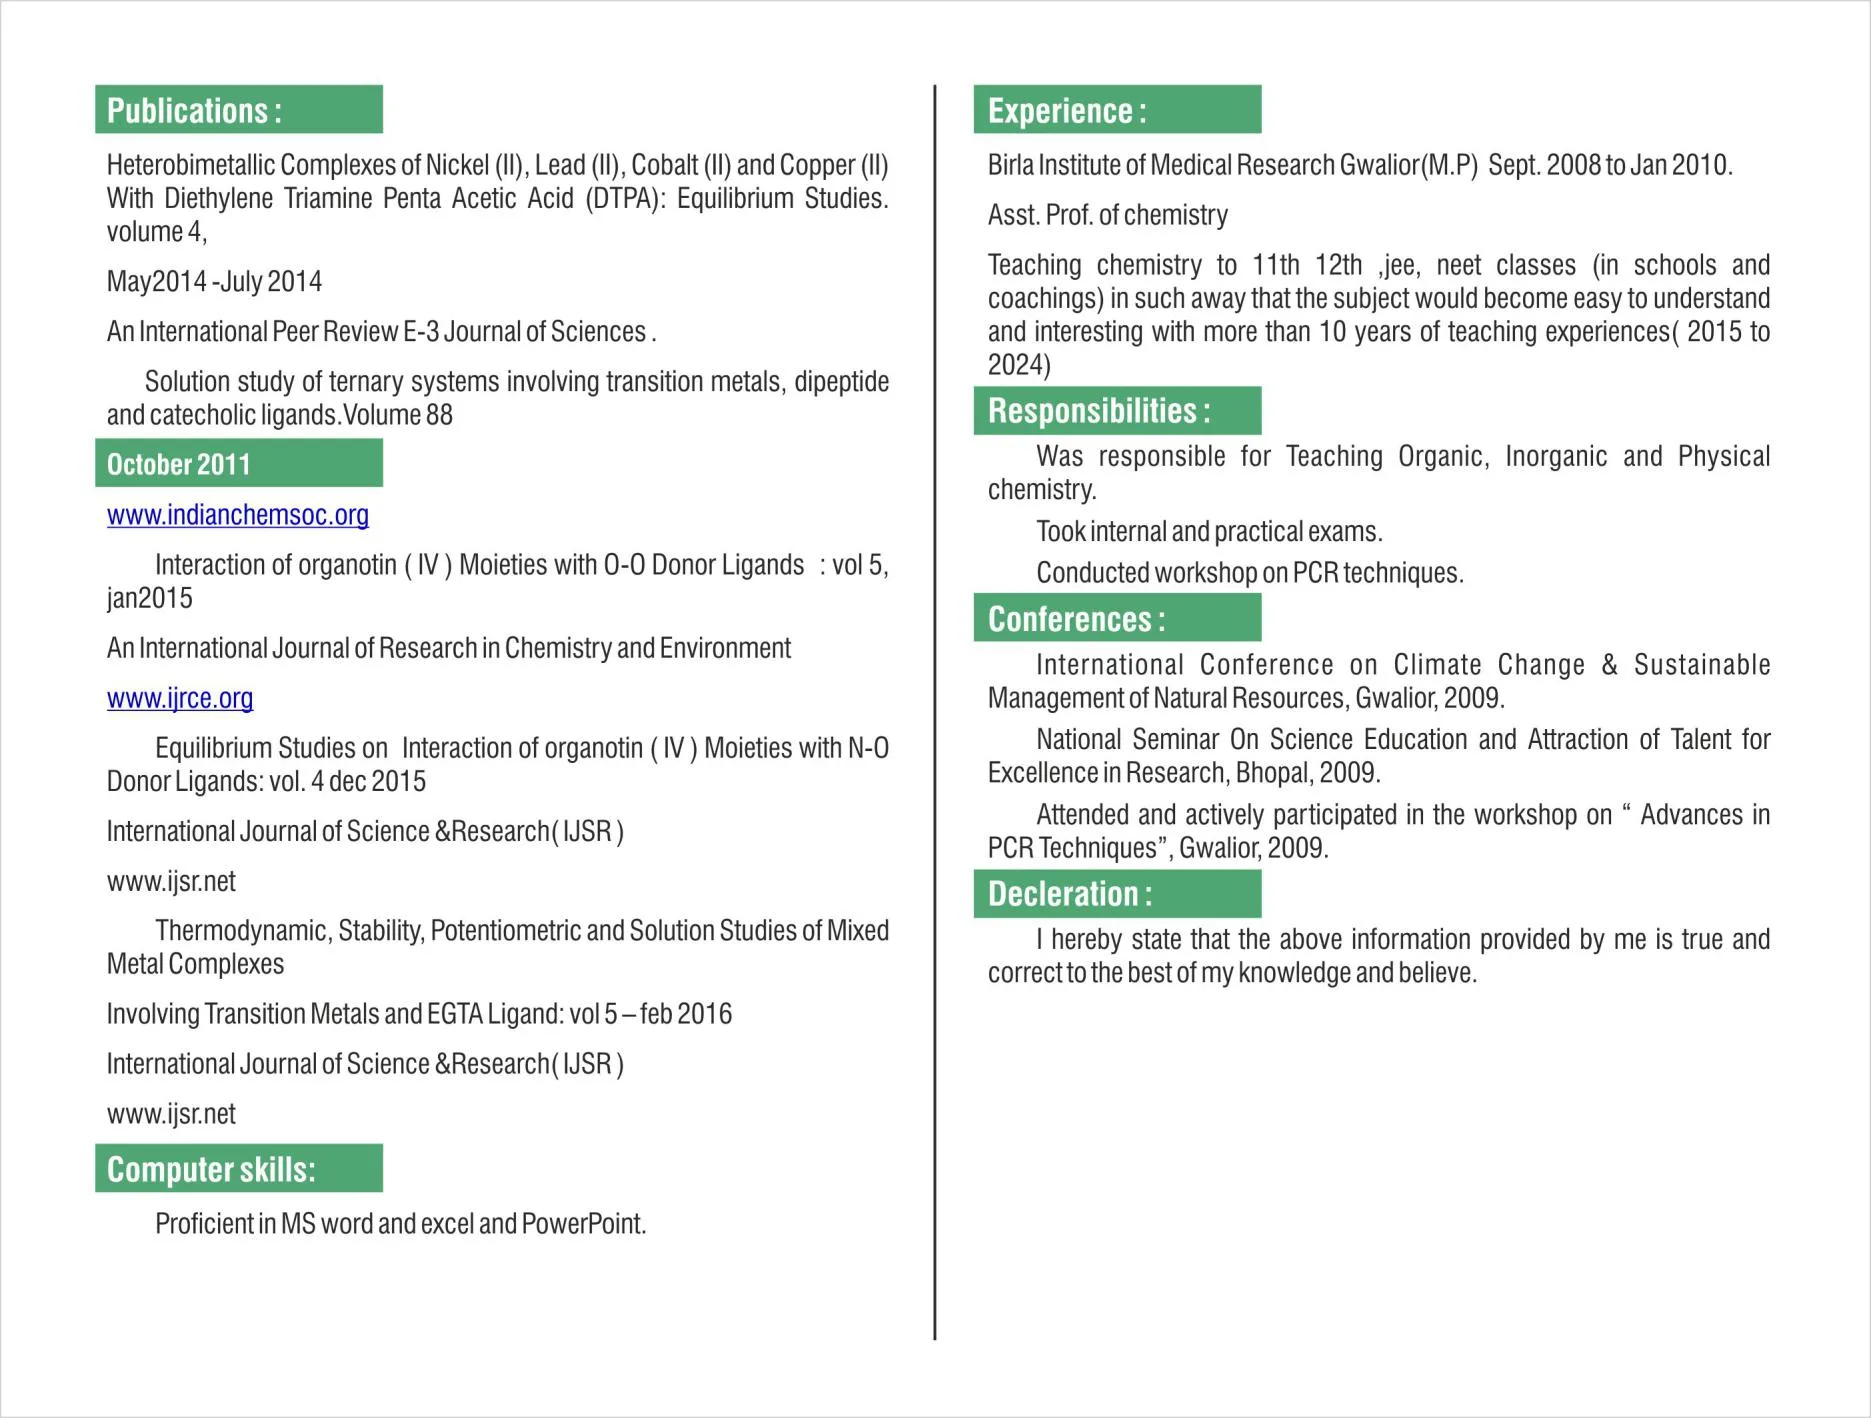 Publications :
Heterobimetallic Complexes of Nickel (II), Lead (II), Cobalt (II) and Copper (II)
With Diethylene Triamine Penta Acetic Acid (DTPA): Equilibrium Studies.
volume 4,
May2014 -July 2014
An International Peer Review E-3 Journal of Sciences .
Solution study of ternary systems involving transition metals, dipeptide
and catecholic ligands.Volume 88
October 2011
www.indianchemsoc.org
Interaction of organotin ( IV ) Moieties with O-O Donor Ligands : vol 5,
jan2015
An International Journal of Research in Chemistry and Environment
www.ijrce.org
Equilibrium Studies on Interaction of organotin ( IV ) Moieties with N-O
Donor Ligands: vol. 4 dec 2015
International Journal of Science &Research( IJSR )
www.ijsr.net
Thermodynamic, Stability, Potentiometric and Solution Studies of Mixed
Metal Complexes
Involving Transition Metals and EGTA Ligand: vol 5 – feb 2016
International Journal of Science &Research( IJSR )
www.ijsr.net
Computer skills:
Proficient in MS word and excel and PowerPoint.
Experience :
Birla Institute of Medical Research Gwalior(M.P) Sept. 2008 to Jan 2010.
Asst. Prof. of chemistry
Teaching chemistry to 11th 12th ,jee, neet classes (in schools and
coachings) in such away that the subject would become easy to understand
and interesting with more than 10 years of teaching experiences( 2015 to
2024)
Responsibilities :
Was responsible for Teaching Organic, Inorganic and Physical
chemistry.
Took internal and practical exams.
Conducted workshop on PCR techniques.
Conferences :
International Conference on Climate Change & Sustainable
Management of Natural Resources, Gwalior, 2009.
National Seminar On Science Education and Attraction of Talent for
Excellence in Research, Bhopal, 2009.
Attended and actively participated in the workshop on “ Advances in
PCR Techniques”, Gwalior, 2009.
Decleration :
I hereby state that the above information provided by me is true and
correct to the best of my knowledge and believe.